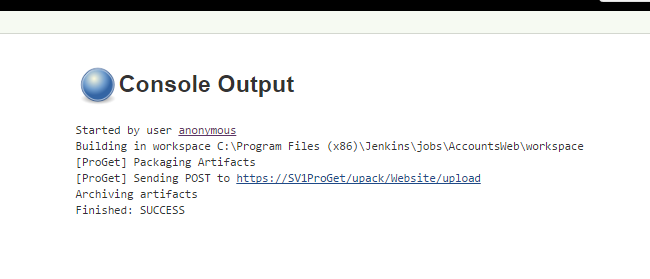 Console Output
Started by user anonymous
Building in workspace C:\Program Files (x86)\Jenkins\jobs\AccountsWeb\workspace
[ProGet] Packaging Artifacts
[ProGet] Sending POST to https://SV1ProGet/upack/Website/upload
Archiving artifacts
Finished: SUCCESS